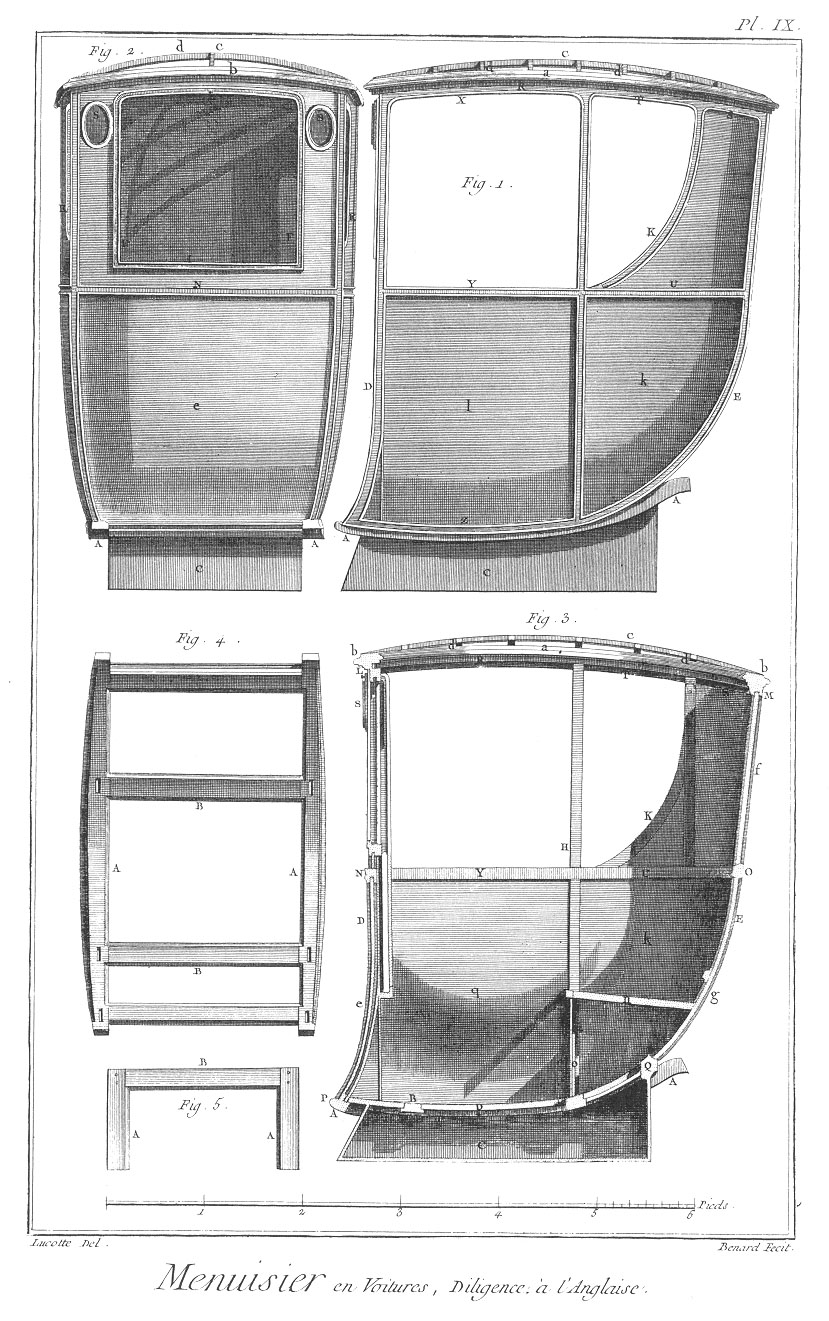 Pl. IX.
Fig. 2.
d c
b
S S
R R
F
N
e
A A
C
c
d a d
R
X T
S
Fig. 1.
K
Y U
D
l k
E
Z
A A
C
Fig. 4.
B
A A
B
Fig. 3.
b d a c d b
L R T M
S
f
K
H
N Y O
D
k E
q
e
n g
o Q
A
P B
A
C
B
Fig. 5.
A A
1 2 3 4 5 6 Pieds.
Lucotte Del. Benard Fecit.
Menuisier en Voitures, Diligence à l'Anglaise.